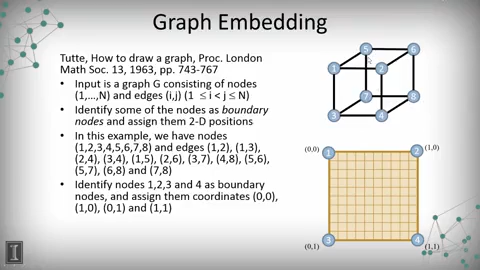 Graph Embedding
Tutte, How to draw a graph, Proc. London
Math Soc. 13, 1963, pp. 743-767
• Input is a graph G consisting of nodes
(1,…,N) and edges (i,j) (1 ≤ i < j ≤ N)
• Identify some of the nodes as boundary
nodes and assign them 2-D positions
• In this example, we have nodes
(1,2,3,4,5,6,7,8) and edges (1,2), (1,3),
(2,4), (3,4), (1,5), (2,6), (3,7), (4,8), (5,6),
(5,7), (6,8) and (7,8)
• Identify nodes 1,2,3 and 4 as boundary
nodes, and assign them coordinates (0,0),
(1,0), (0,1) and (1,1)
5 6
1 2
7 8
3 4
(0,0) 1 2 (1,0)
(0,1) 3 4 (1,1)
I